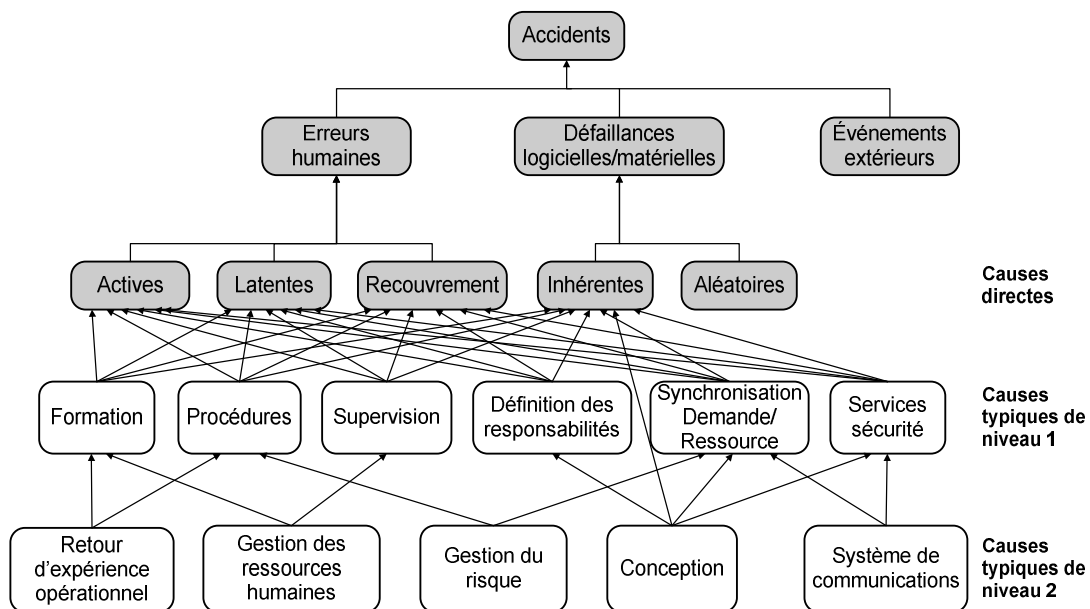 Accidents
Erreurs
humaines
Défaillances
logicielles/matérielles
Événements
extérieurs
Actives
Latentes
Recouvrement
Inhérentes
Aléatoires
Causes
directes
Formation
Procédures
Supervision
Définition des
responsabilités
Synchronisation
Demande/
Ressource
Services
sécurité
Causes
typiques de
niveau 1
Retour
d’expérience
opérationnel
Gestion des
ressources
humaines
Gestion du
risque
Conception
Système de
communications
Causes
typiques de
niveau 2